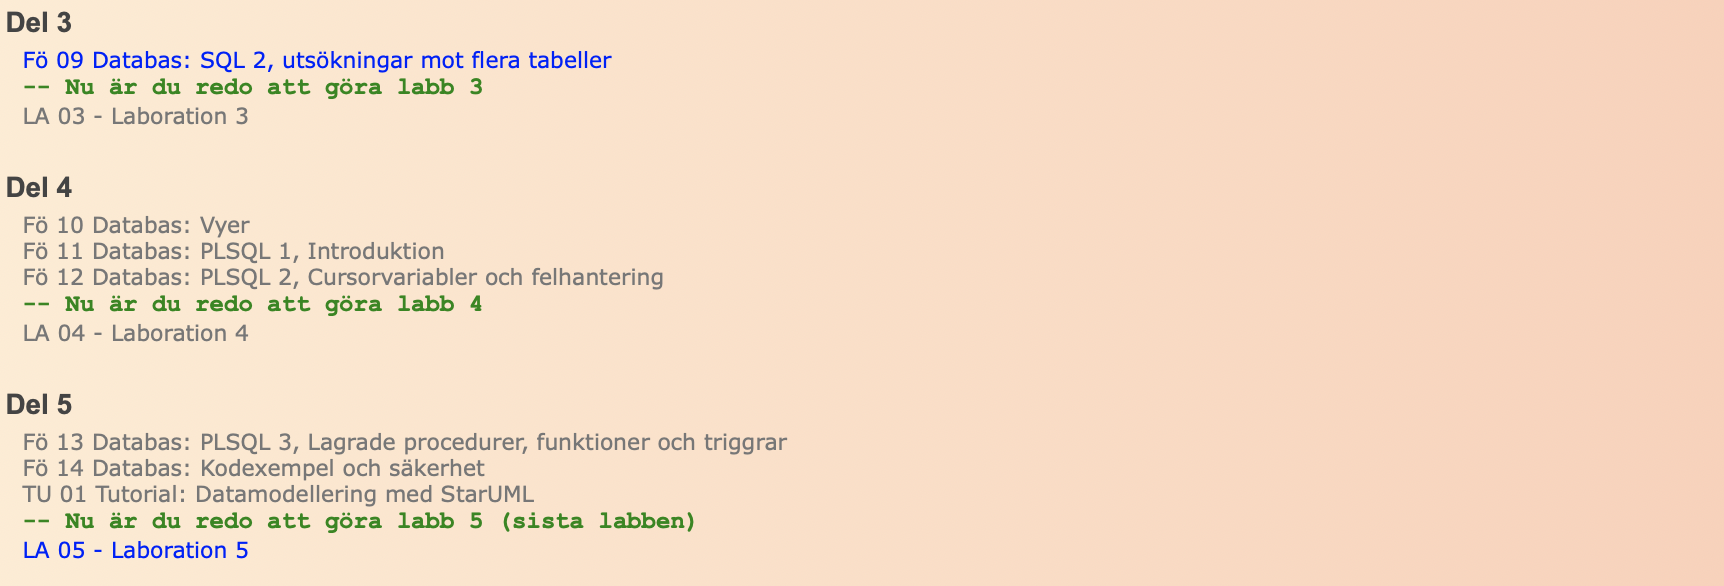 Del 3
Fö 09 Databas: SQL 2, utsökningar mot flera tabeller
-- Nu är du redo att göra labb 3
LA 03 - Laboration 3
Del 4
Fö 10 Databas: Vyer
Fö 11 Databas: PLSQL 1, Introduktion
Fö 12 Databas: PLSQL 2, Cursorvariabler och felhantering
-- Nu är du redo att göra labb 4
LA 04 - Laboration 4
Del 5
Fö 13 Databas: PLSQL 3, Lagrade procedurer, funktioner och triggrar
Fö 14 Databas: Kodexempel och säkerhet
TU 01 Tutorial: Datamodellering med StarUML
-- Nu är du redo att göra labb 5 (sista labben)
LA 05 - Laboration 5